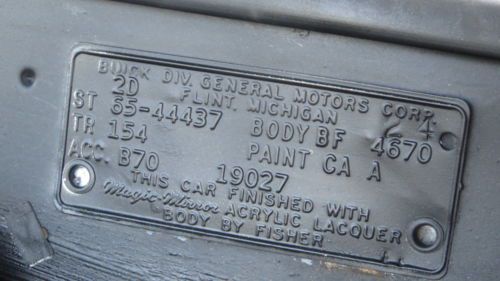 BUICK DIV. GENERAL MOTORS CORP.
2D FLINT. MICHIGAN 4
ST 65-44437 BODY BF 4670
TR 154 PAINT CA A
ACC. B70 19027
THIS CAR FINISHED WITH
Magic-Mirror ACRYLIC LACQUER
BODY BY FISHER